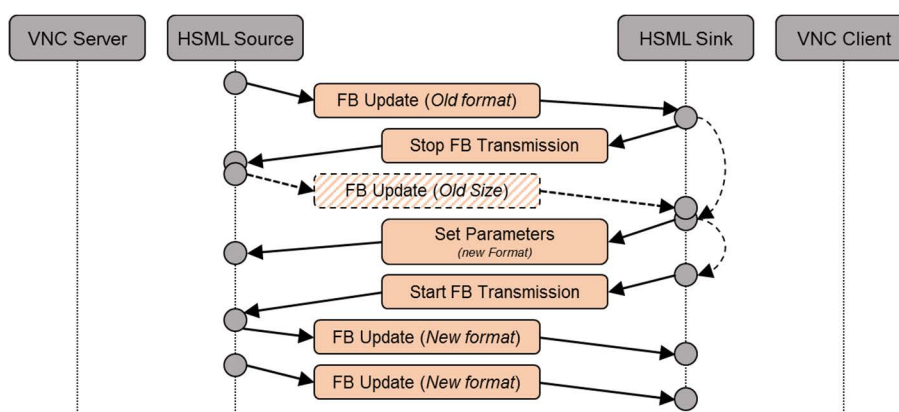 VNC Server
HSML Source
HSML Sink
VNC Client
FB Update (Old format)
Stop FB Transmission
FB Update (Old Size)
Set Parameters
(new Format)
Start FB Transmission
FB Update (New format)
FB Update (New format)